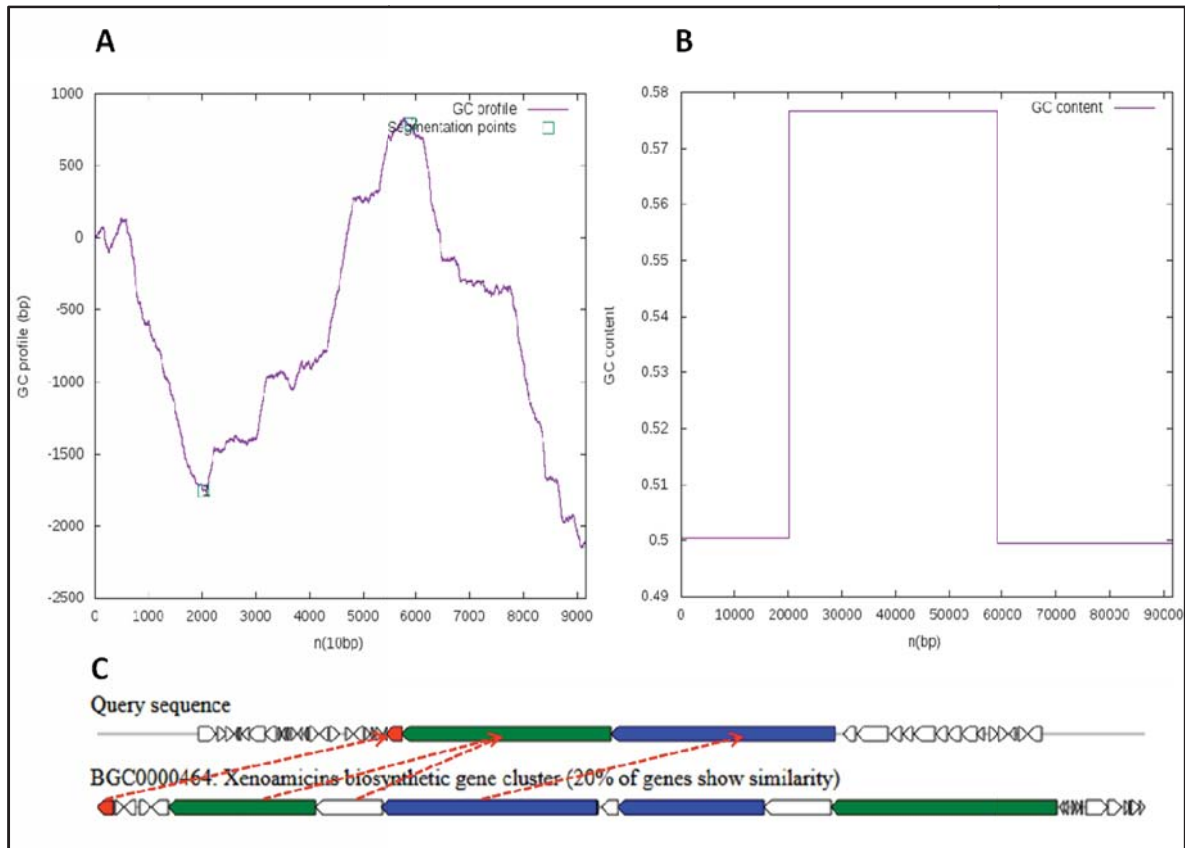 A
GC profile
Segmentation points
1000
500
0
-500
-1000
-1500
-2000
-2500
GC profile (bp)
0 1000 2000 3000 4000 5000 6000 7000 8000 9000
n(10bp)
B
GC content
0.58
0.57
0.56
0.55
0.54
0.53
0.52
0.51
0.5
0.49
GC content
0 10000 20000 30000 40000 50000 60000 70000 80000 90000
n(bp)
C
Query sequence
BGC0000464: Xenoamicins biosynthetic gene cluster (20% of genes show similarity)